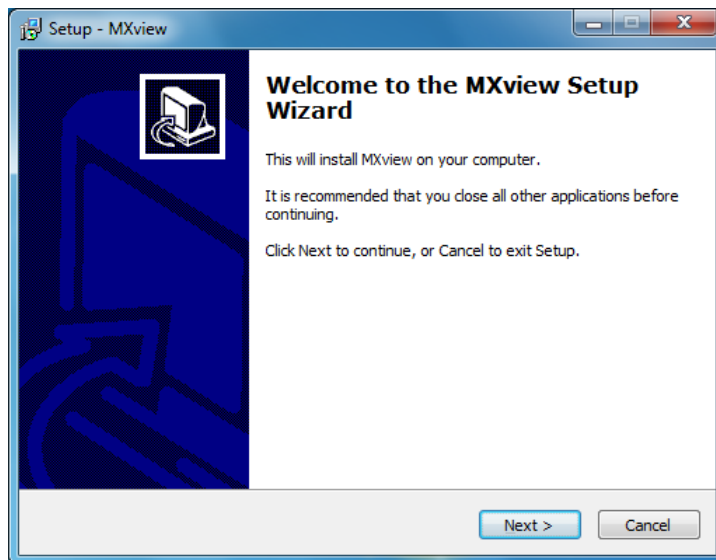 Setup - MXview
Welcome to the MXview Setup
Wizard
This will install MXview on your computer.
It is recommended that you close all other applications before
continuing.
Click Next to continue, or Cancel to exit Setup.
Next >
Cancel